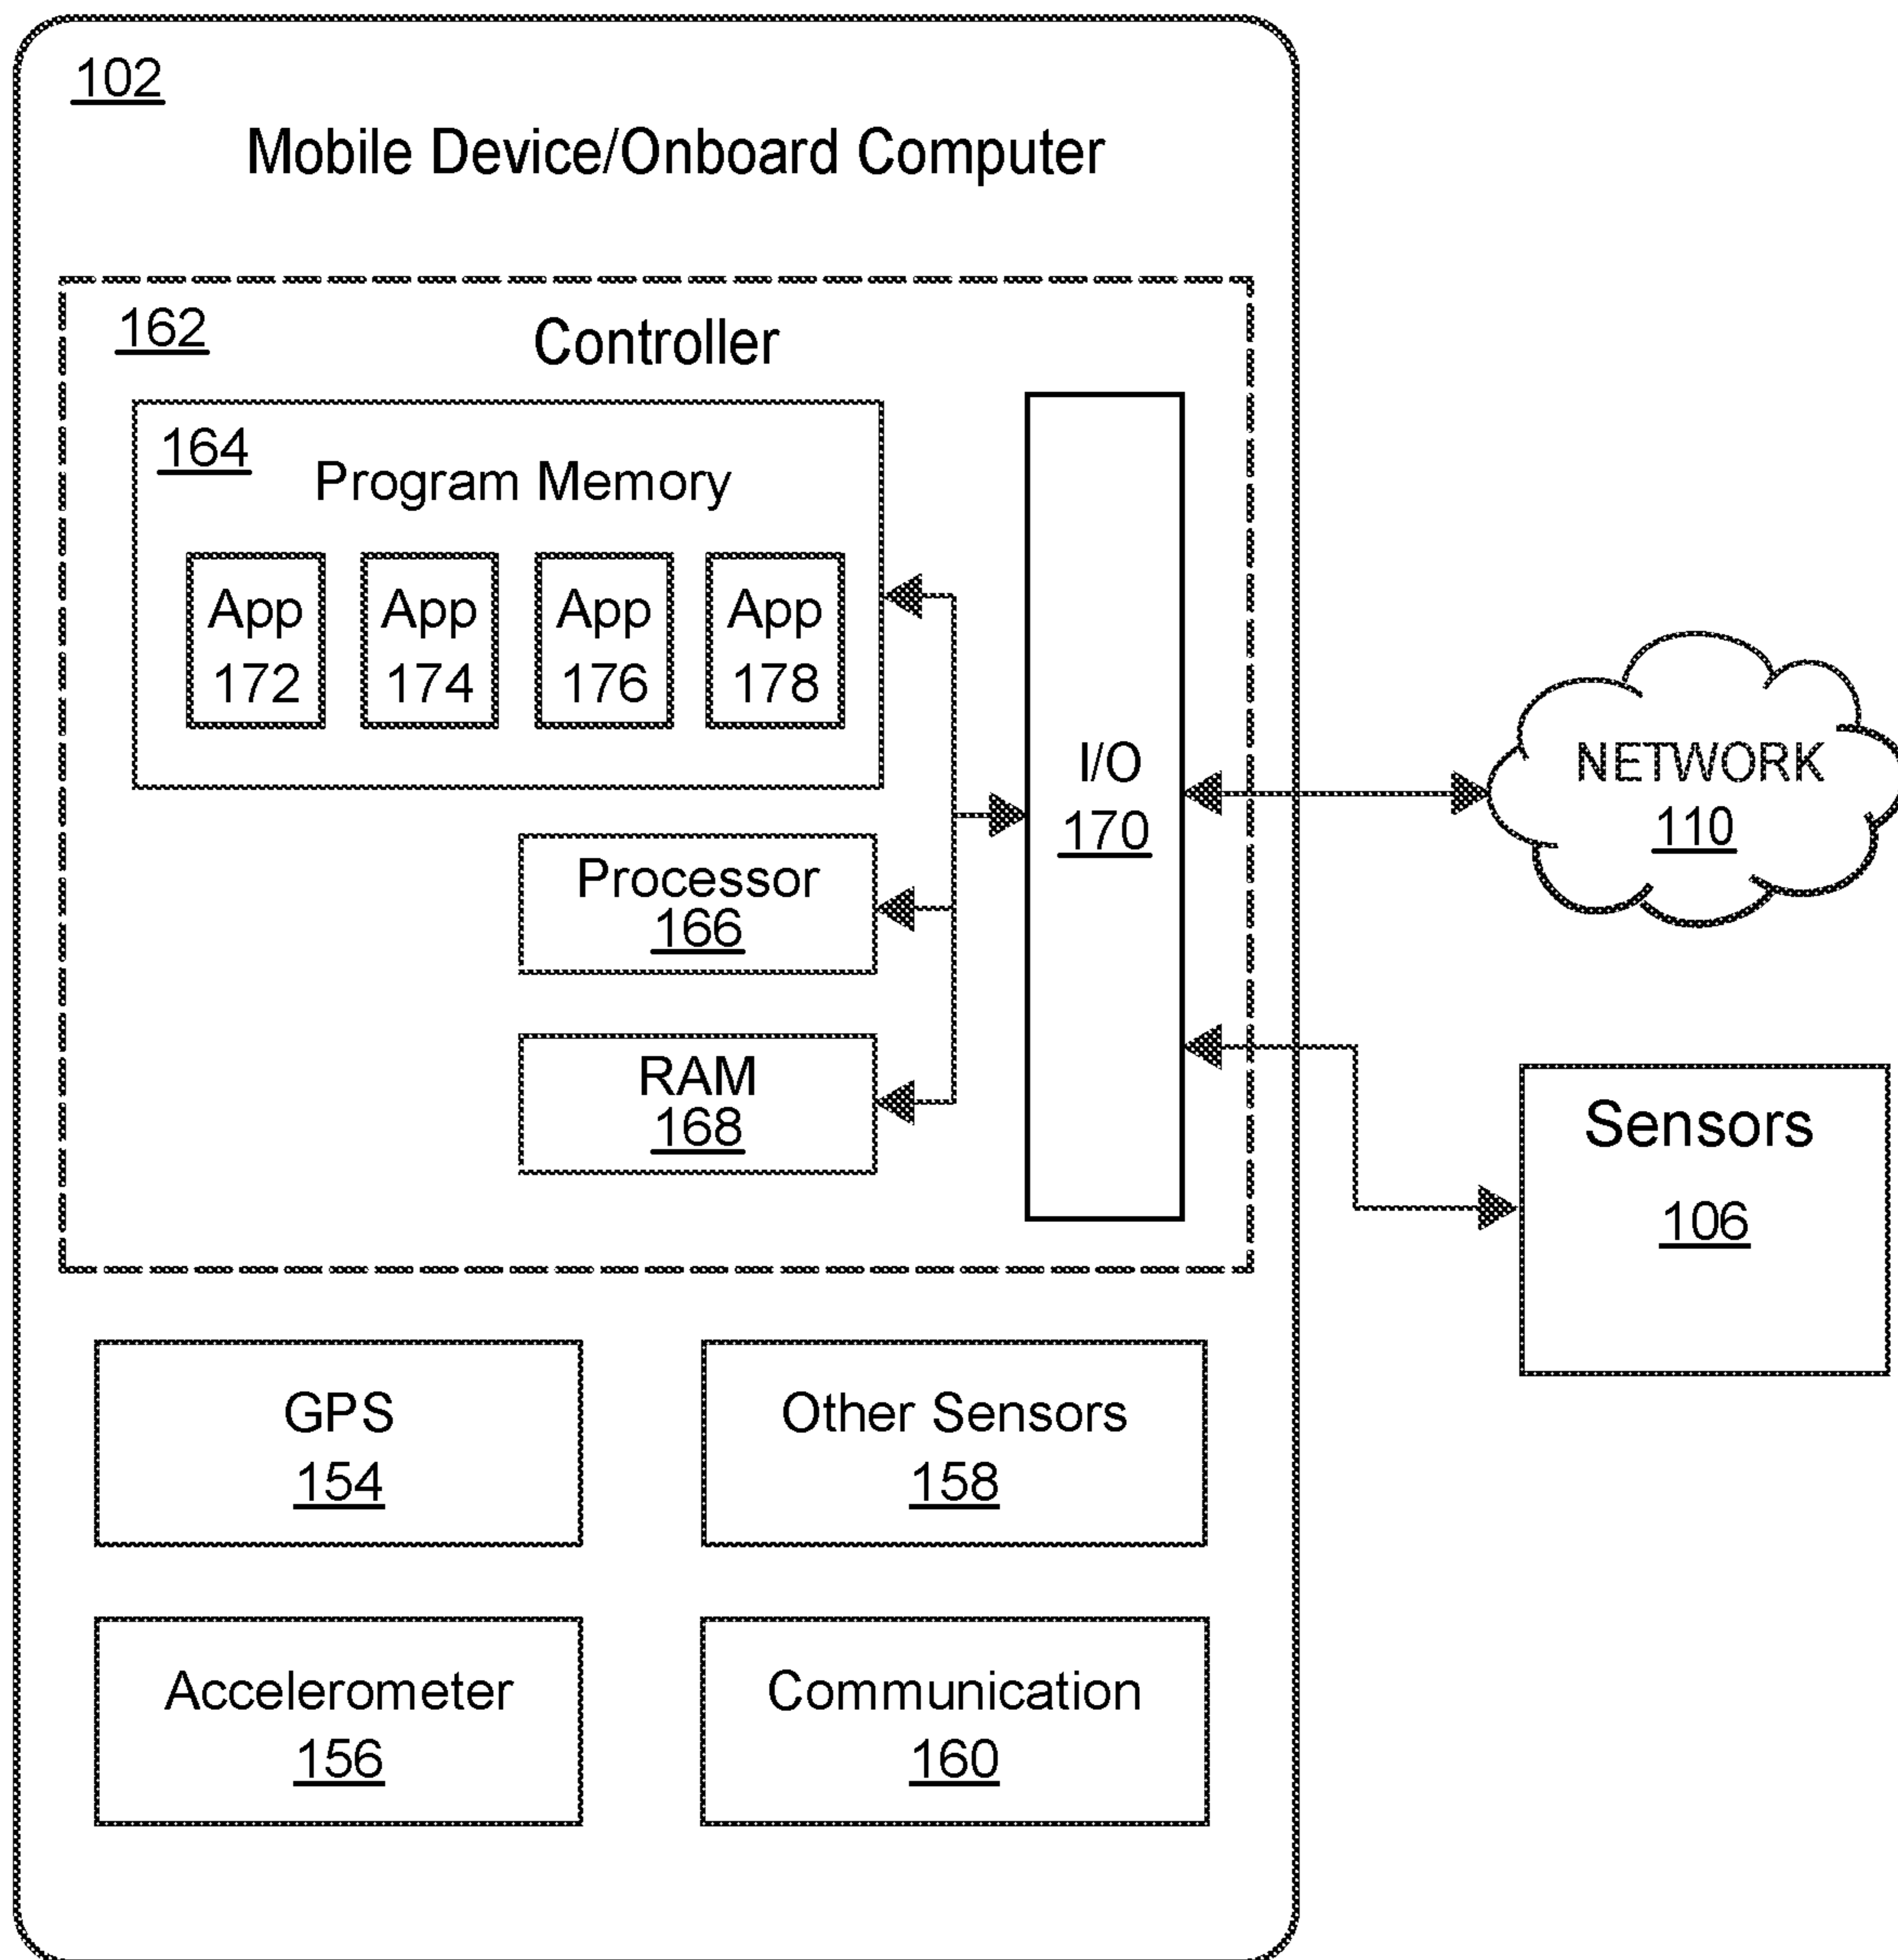 102
Mobile Device/Onboard Computer
162
Controller
164
Program Memory
App
172
App
174
App
176
App
178
I/O
170
Processor
166
RAM
168
NETWORK
110
Sensors
106
GPS
154
Other Sensors
158
Accelerometer
156
Communication
160